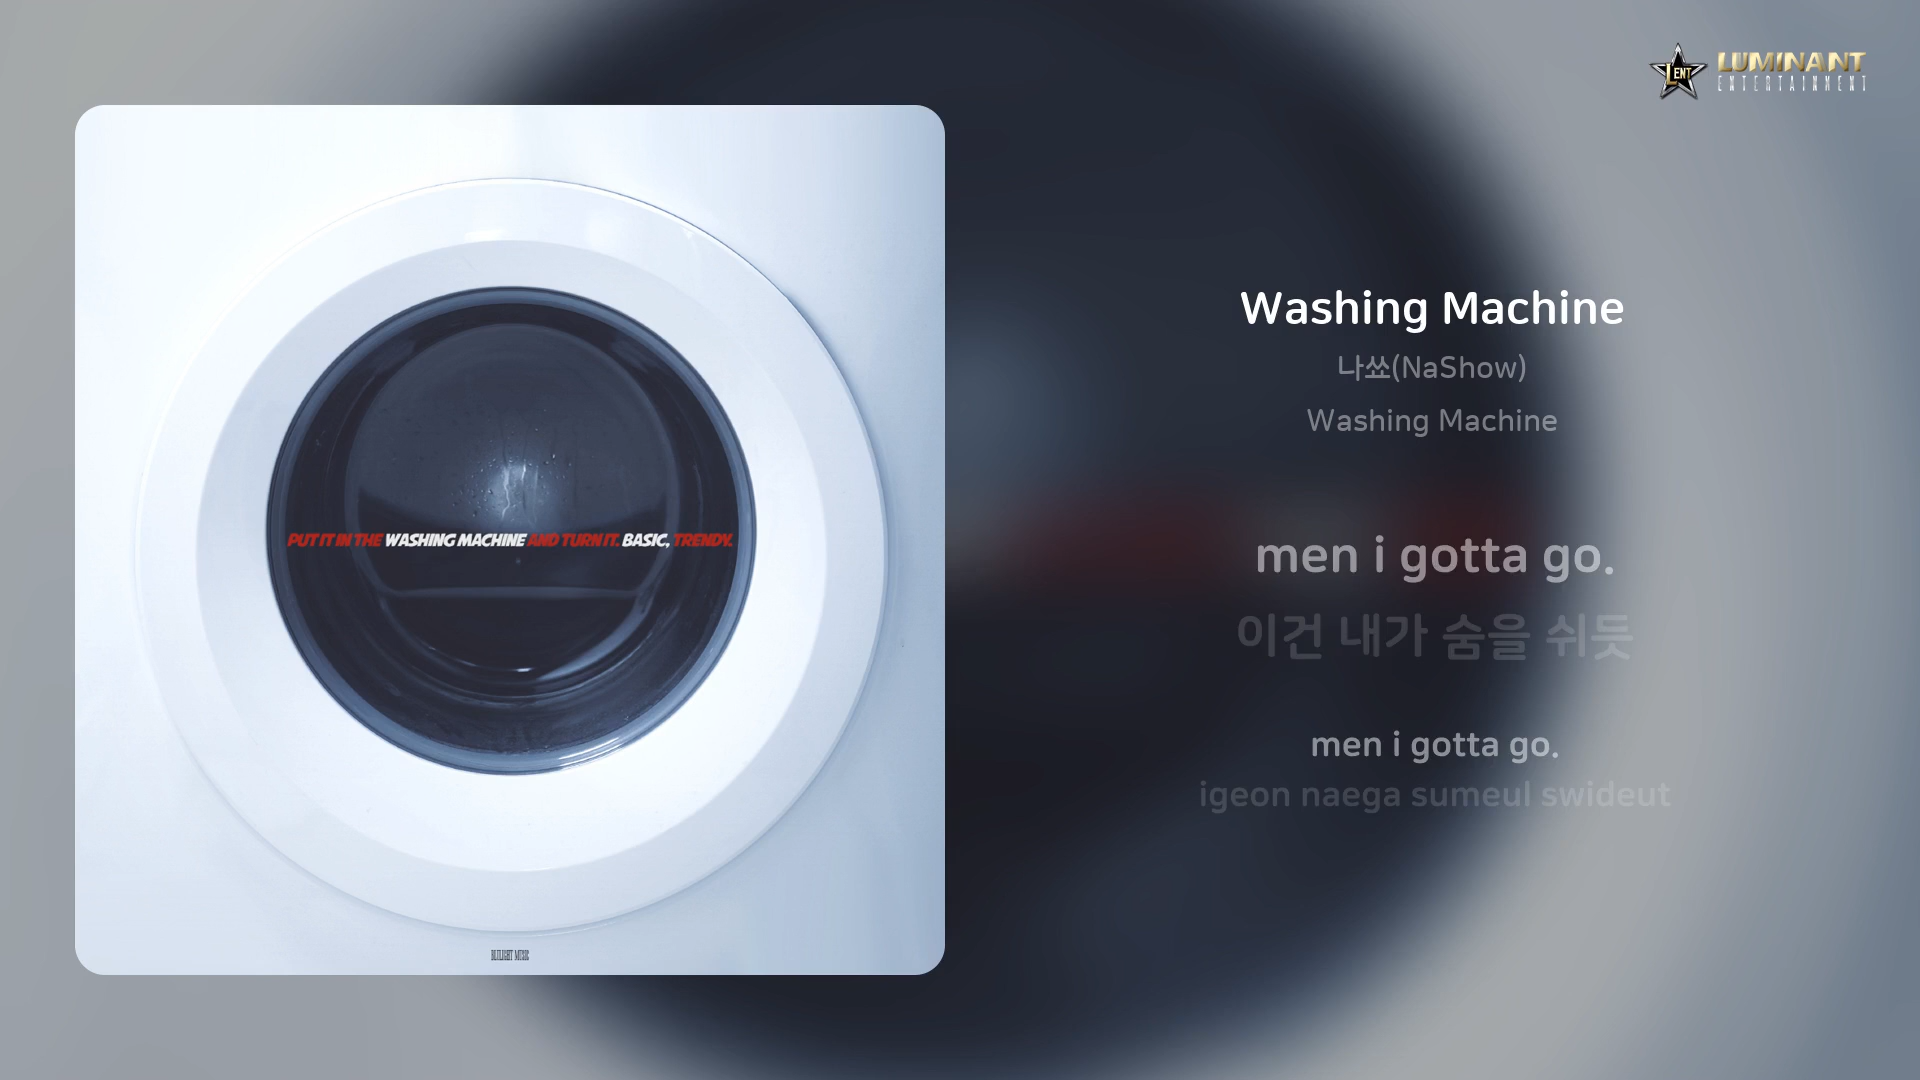 LENT
LUMINANT
ENTERTAINMENT
PUT IT IN THE WASHING MACHINE AND TURN IT. BASIC, TRENDY.
Washing Machine
나쑈(NaShow)
Washing Machine
men i gotta go.
이건 내가 숨을 쉬듯
men i gotta go.
igeon naega sumeul swideut